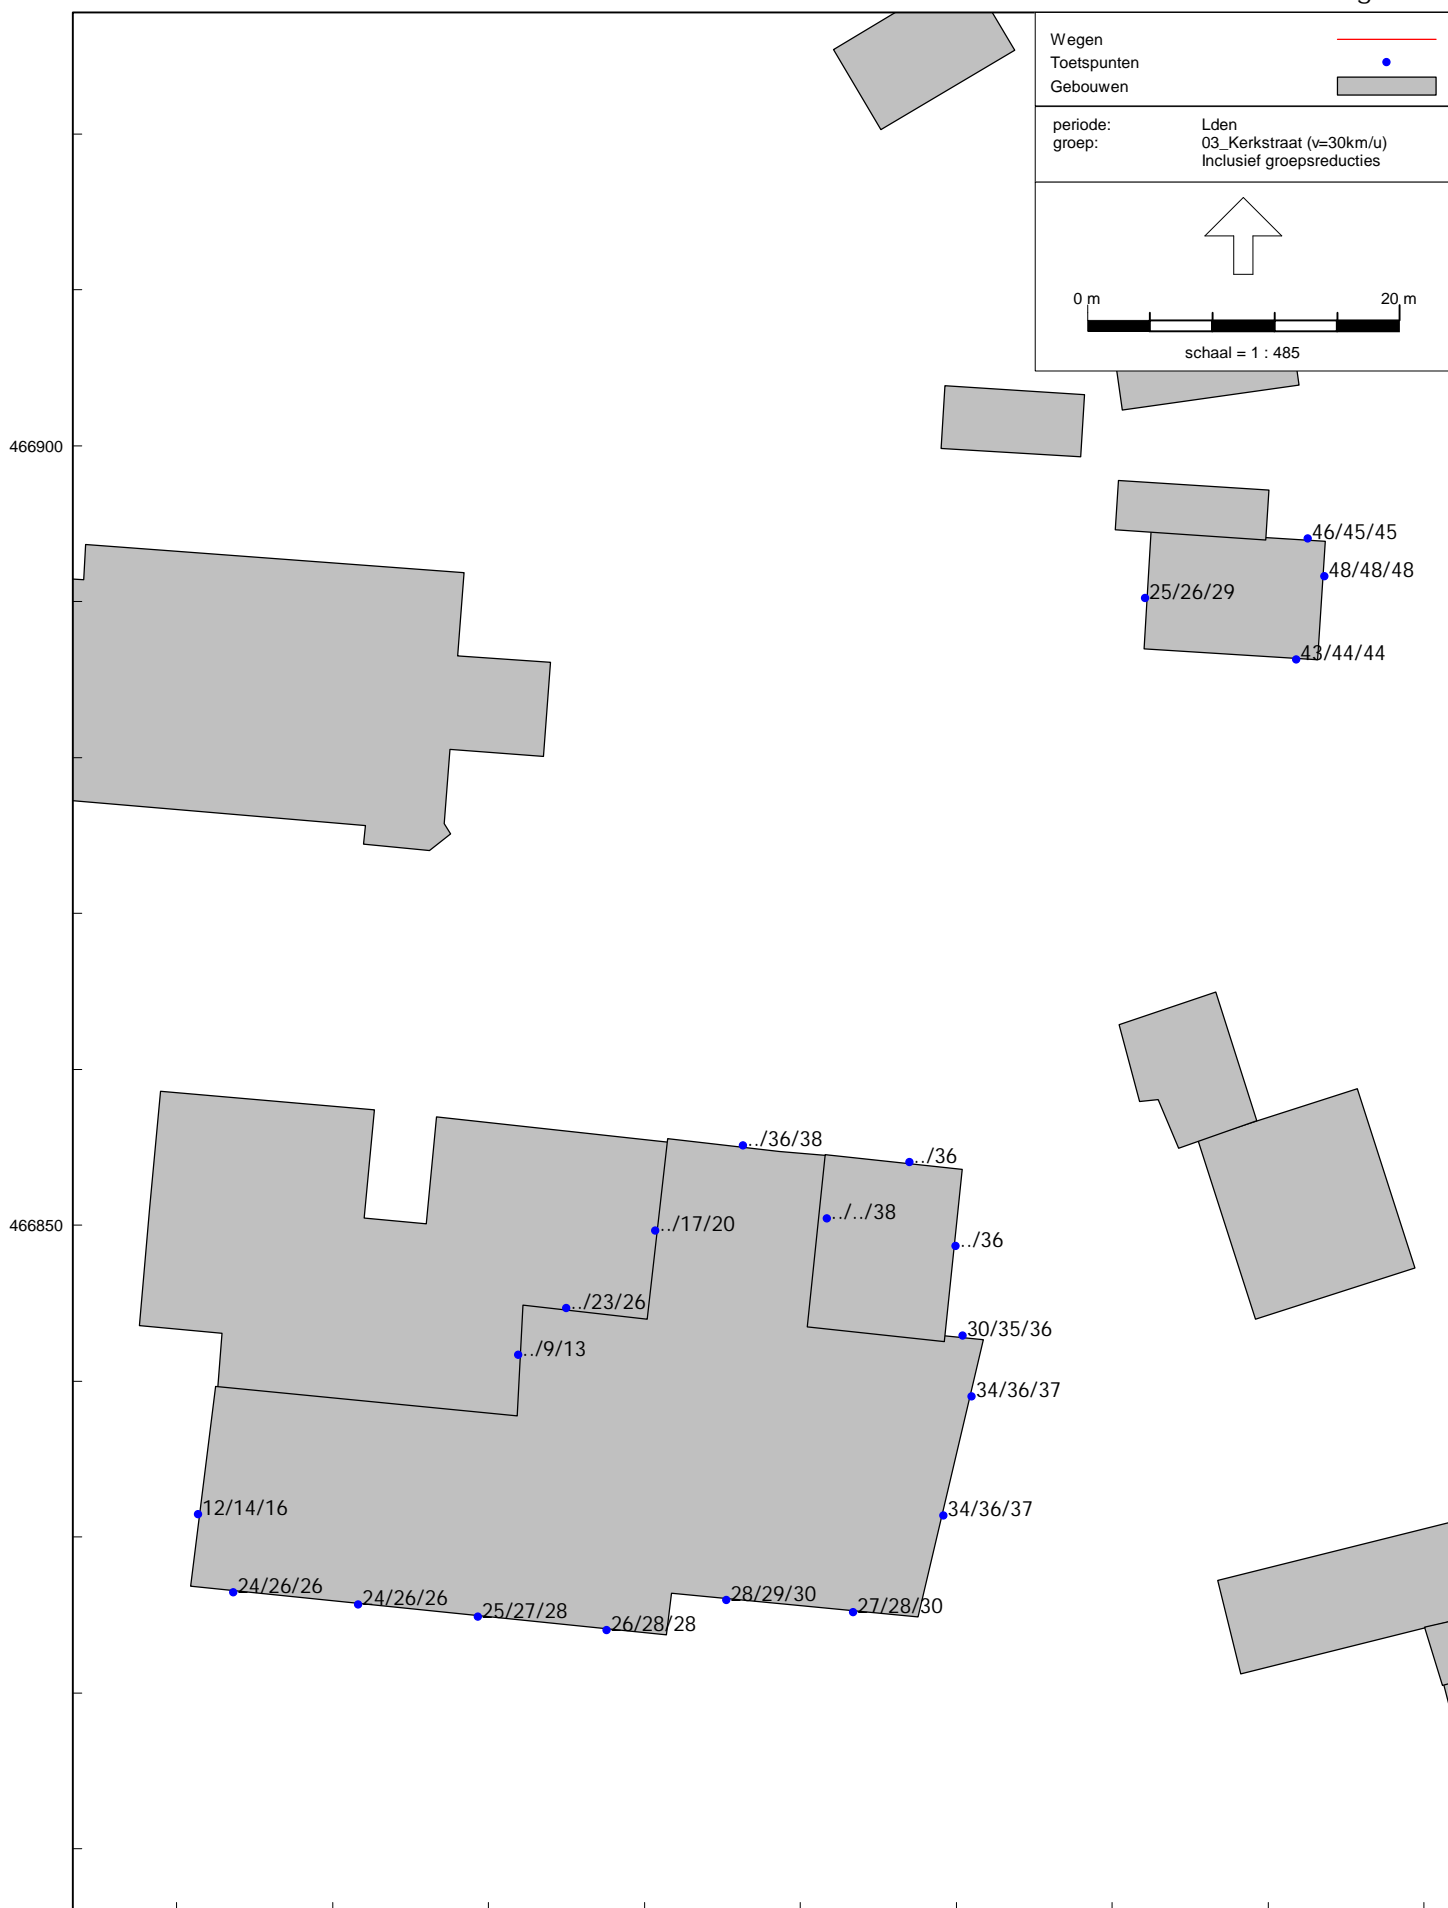 Wegen
Toetspunten
Gebouwen
periode: Lden
groep: 03_Kerkstraat (v=30km/u)
Inclusief groepsreducties
0 m 20 m
schaal = 1 : 485
466900
46/45/45
48/48/48
25/26/29
43/44/44
../36/38
../36
466850
../17/20
../../38
../36
../23/26
30/35/36
../9/13
34/36/37
12/14/16
34/36/37
24/26/26
24/26/26
25/27/28
26/28/28
28/29/30
27/28/30